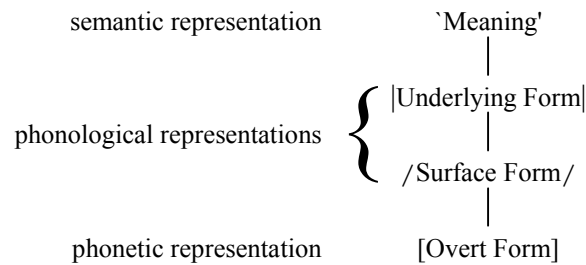 semantic representation `Meaning'
|Underlying Form|
phonological representations
/Surface Form/
phonetic representation [Overt Form]